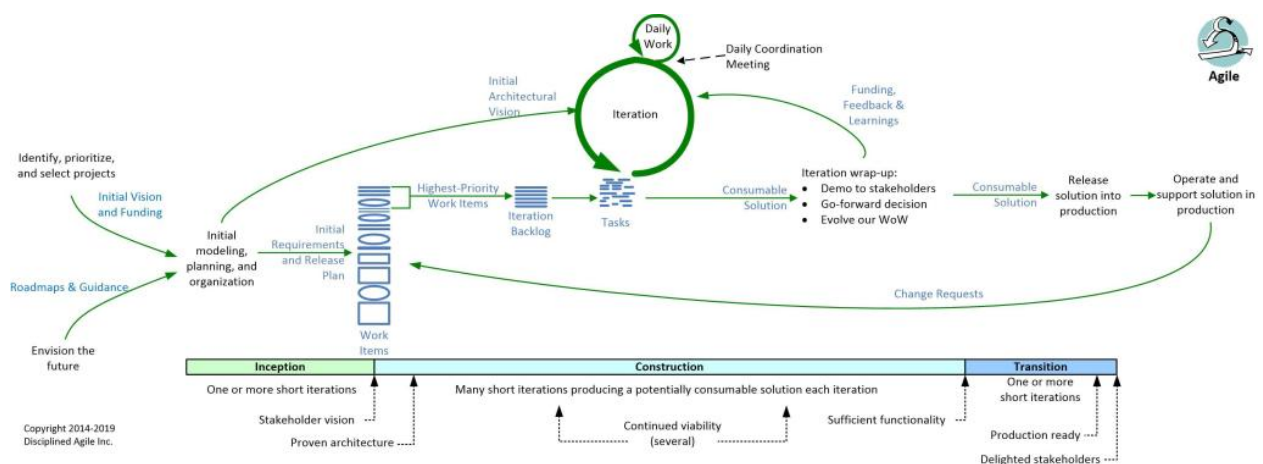 Daily
Work
Daily Coordination
Meeting
Agile
Initial
Architectural
Vision
Iteration
Funding,
Feedback &
Learnings
Identify, prioritize,
and select projects
Initial Vision
and Funding
Highest-Priority
Work Items
Iteration
Backlog
Tasks
Consumable
Solution
Iteration wrap-up:
• Demo to stakeholders
• Go-forward decision
• Evolve our WoW
Consumable
Solution
Release
solution into
production
Operate and
support solution in
production
Initial
modeling,
planning, and
organization
Initial
Requirements
and Release
Plan
Roadmaps & Guidance
Change Requests
Work
Items
Envision the
future
Inception
Construction
Transition
One or more short iterations
Many short iterations producing a potentially consumable solution each iteration
One or more
short iterations
Stakeholder vision
Proven architecture
Continued viability
(several)
Sufficient functionality
Production ready
Delighted stakeholders
Copyright 2014-2019
Disciplined Agile Inc.